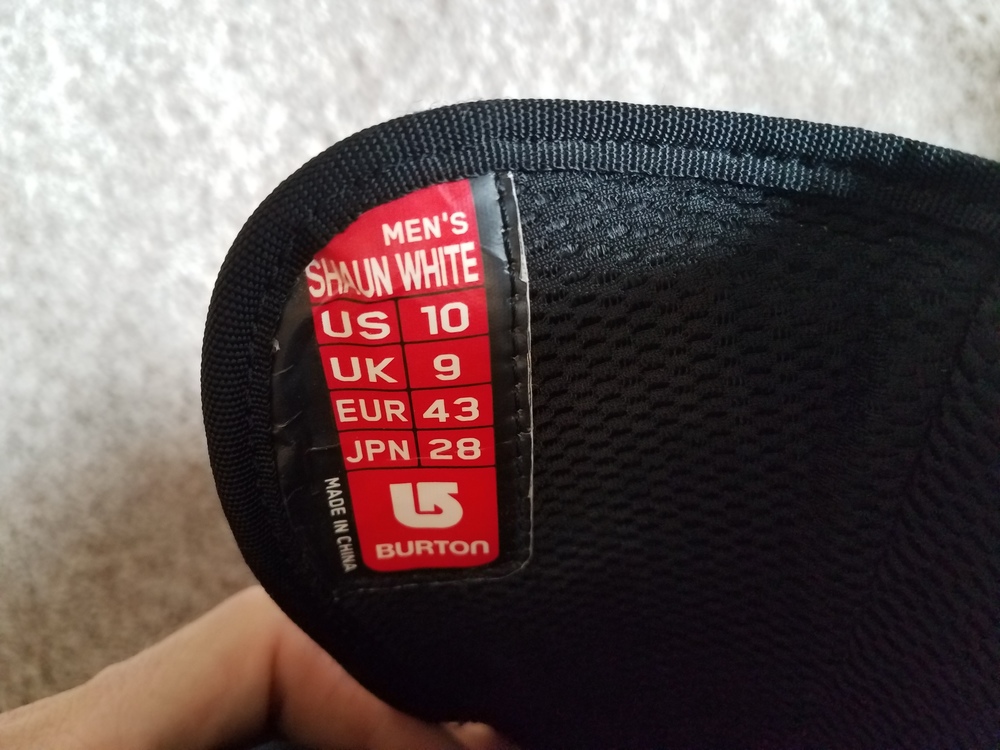 MEN'S
SHAUN WHITE
US 10
UK 9
EUR 43
JPN 28
BURTON
MADE IN CHINA